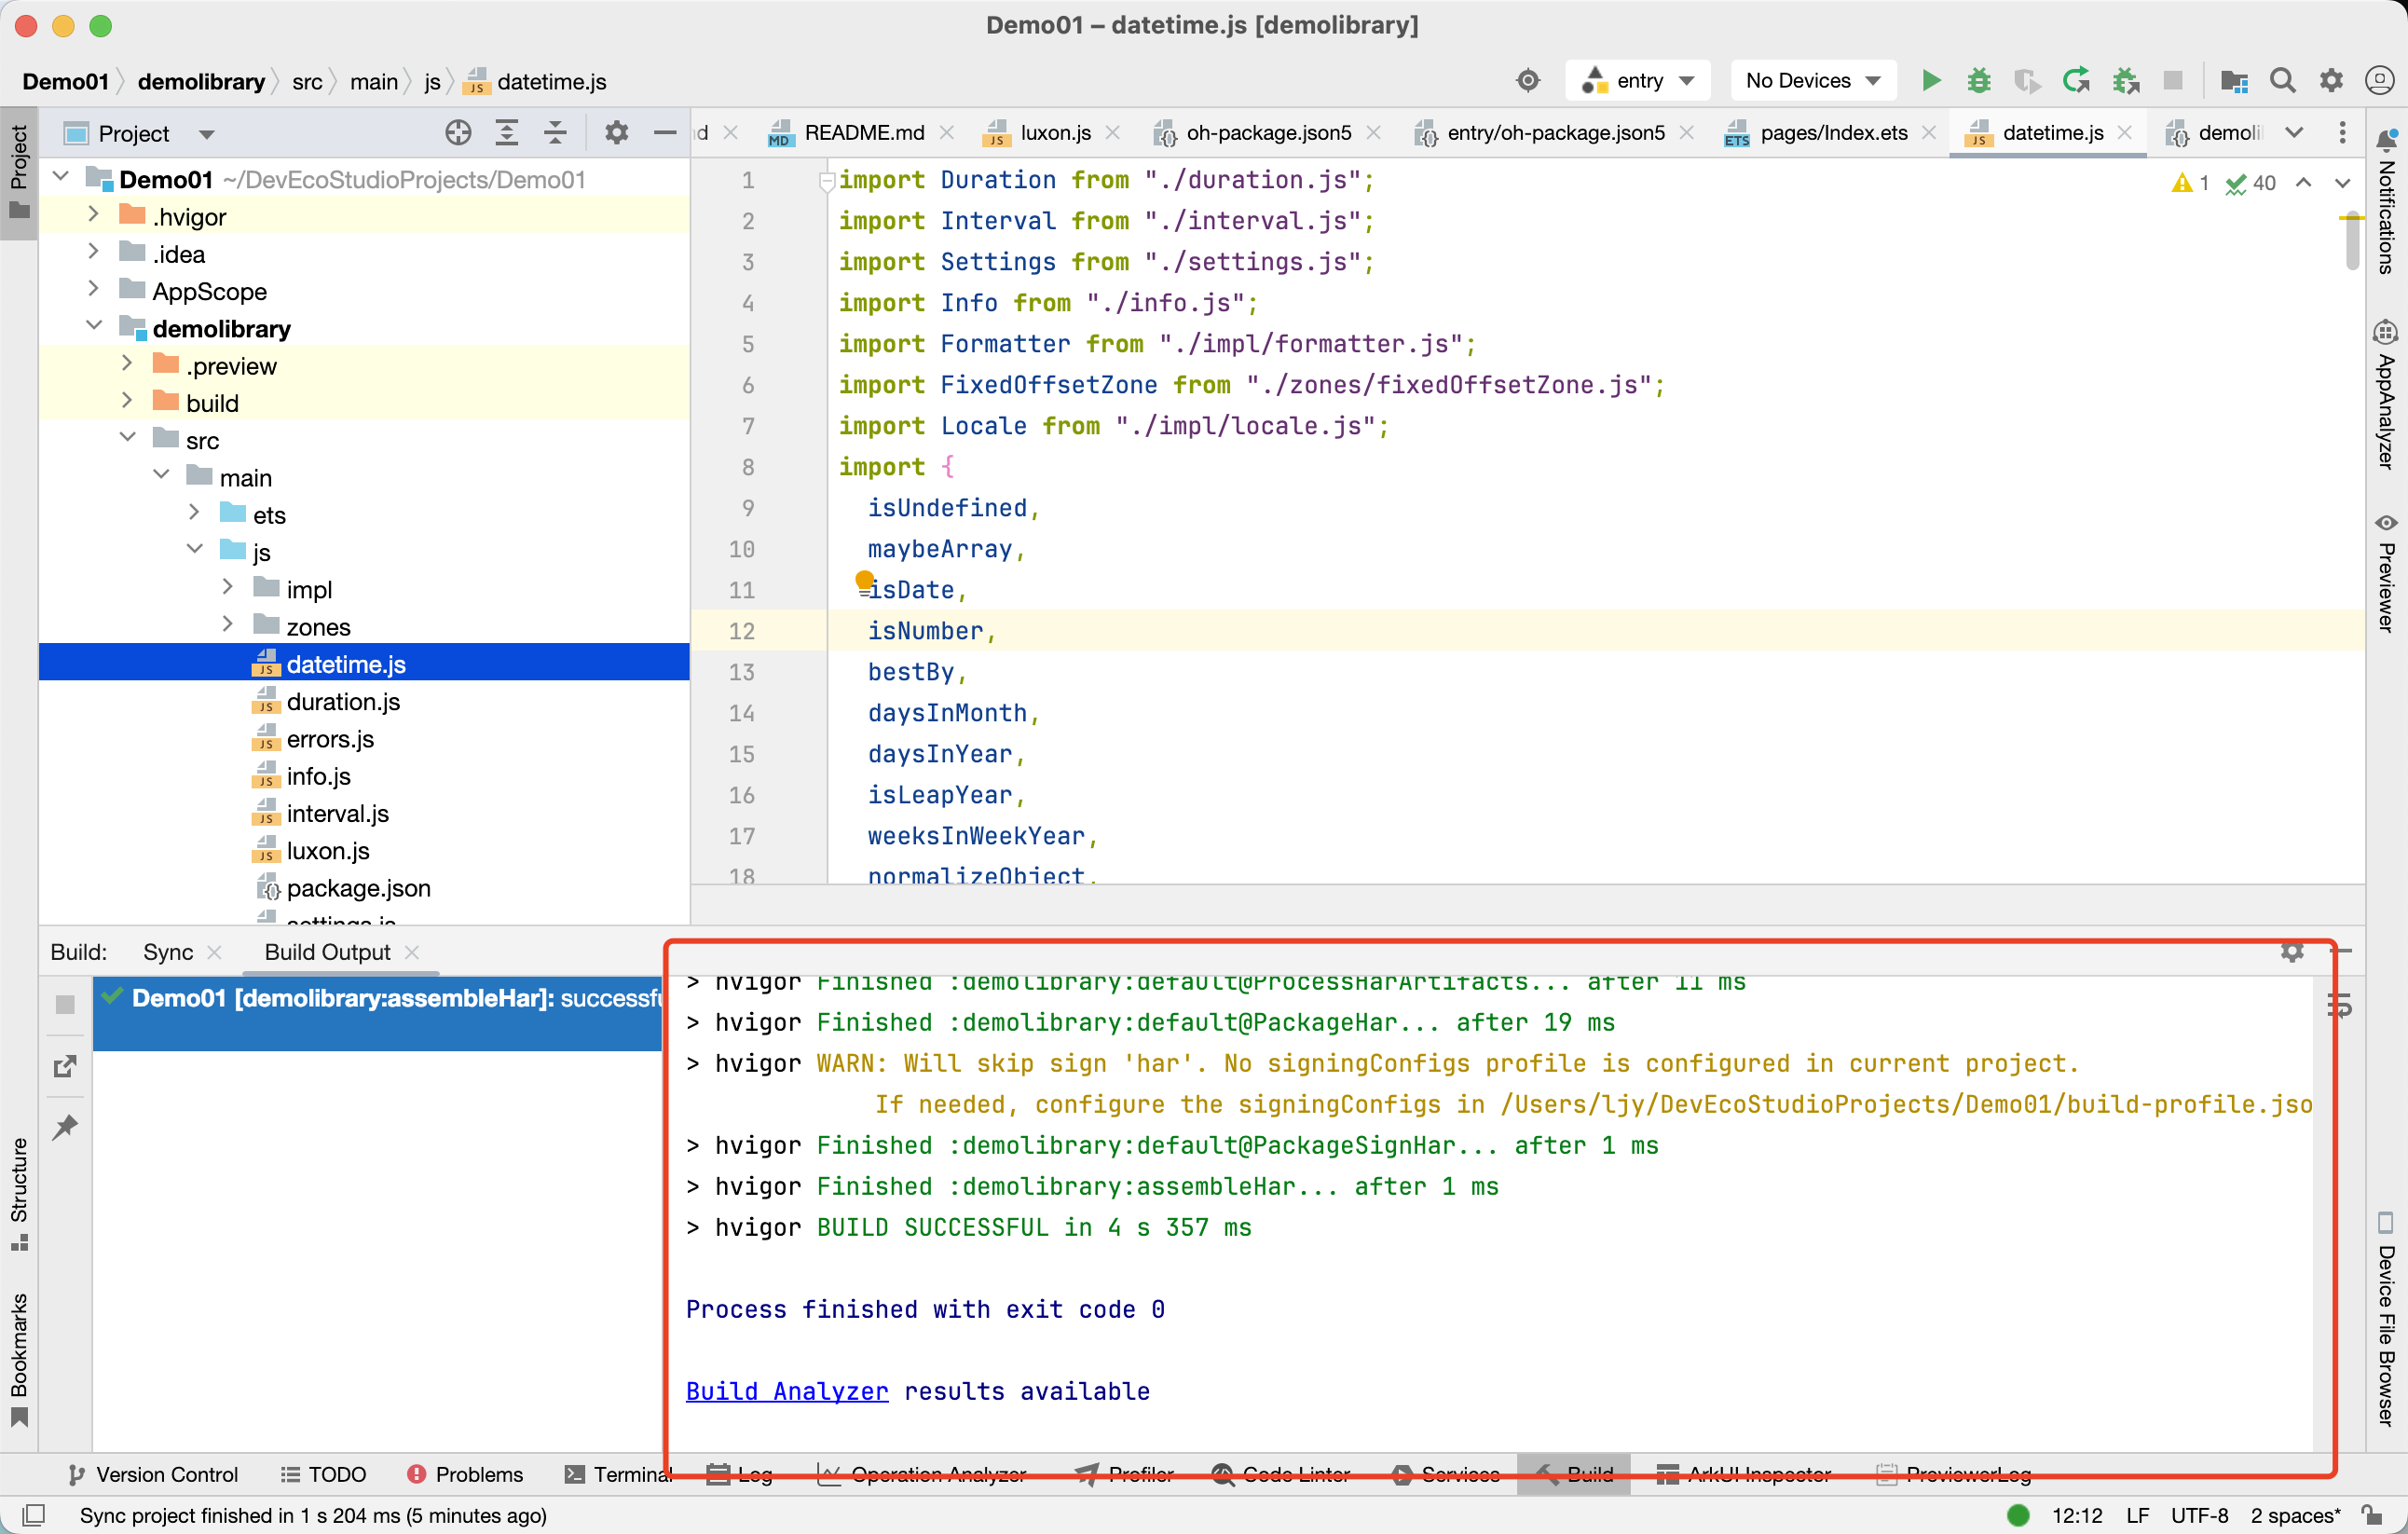 Demo01 – datetime.js [demolibrary]
Demo01 demolibrary src main js datetime.js
entry No Devices
Project
README.md luxon.js oh-package.json5 entry/oh-package.json5 pages/Index.ets datetime.js
Project
Demo01 ~/DevEcoStudioProjects/Demo01
.hvigor
.idea
AppScope
demolibrary
.preview
build
src
main
ets
js
impl
zones
datetime.js
duration.js
errors.js
info.js
interval.js
luxon.js
package.json
settings.js
1 import Duration from "./duration.js";
2 import Interval from "./interval.js";
3 import Settings from "./settings.js";
4 import Info from "./info.js";
5 import Formatter from "./impl/formatter.js";
6 import FixedOffsetZone from "./zones/fixedOffsetZone.js";
7 import Locale from "./impl/locale.js";
8 import {
9 isUndefined,
10 maybeArray,
11 isDate,
12 isNumber,
13 bestBy,
14 daysInMonth,
15 daysInYear,
16 isLeapYear,
17 weeksInWeekYear,
18 normalizeObject,
1 40
Notifications
AppAnalyzer
Previewer
Device File Browser
Structure
Bookmarks
Build: Sync Build Output
Demo01 [demolibrary:assembleHar]: successfu
> hvigor Finished :demolibrary:default@ProcessHarArtifacts... after 11 ms
> hvigor Finished :demolibrary:default@PackageHar... after 19 ms
> hvigor WARN: Will skip sign 'har'. No signingConfigs profile is configured in current project.
If needed, configure the signingConfigs in /Users/ljy/DevEcoStudioProjects/Demo01/build-profile.jso
> hvigor Finished :demolibrary:default@PackageSignHar... after 1 ms
> hvigor Finished :demolibrary:assembleHar... after 1 ms
> hvigor BUILD SUCCESSFUL in 4 s 357 ms
Process finished with exit code 0
Build Analyzer results available
Version Control TODO Problems Terminal Log Operation Analyzer Profiler Code Linter Services Build ArkUI Inspector PreviewerLog
Sync project finished in 1 s 204 ms (5 minutes ago)
12:12 LF UTF-8 2 spaces*